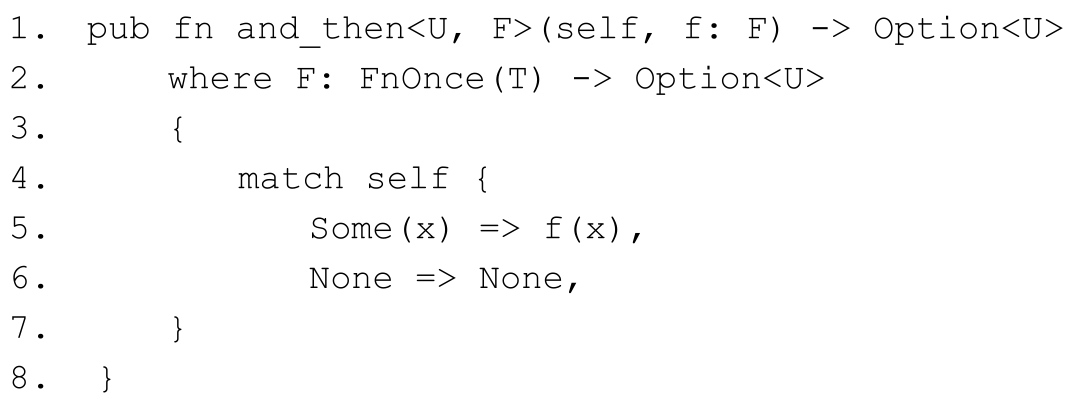 1. pub fn and_then<U, F>(self, f: F) -> Option<U>
2. where F: FnOnce(T) -> Option<U>
3. {
4. match self {
5. Some(x) => f(x),
6. None => None,
7. }
8. }